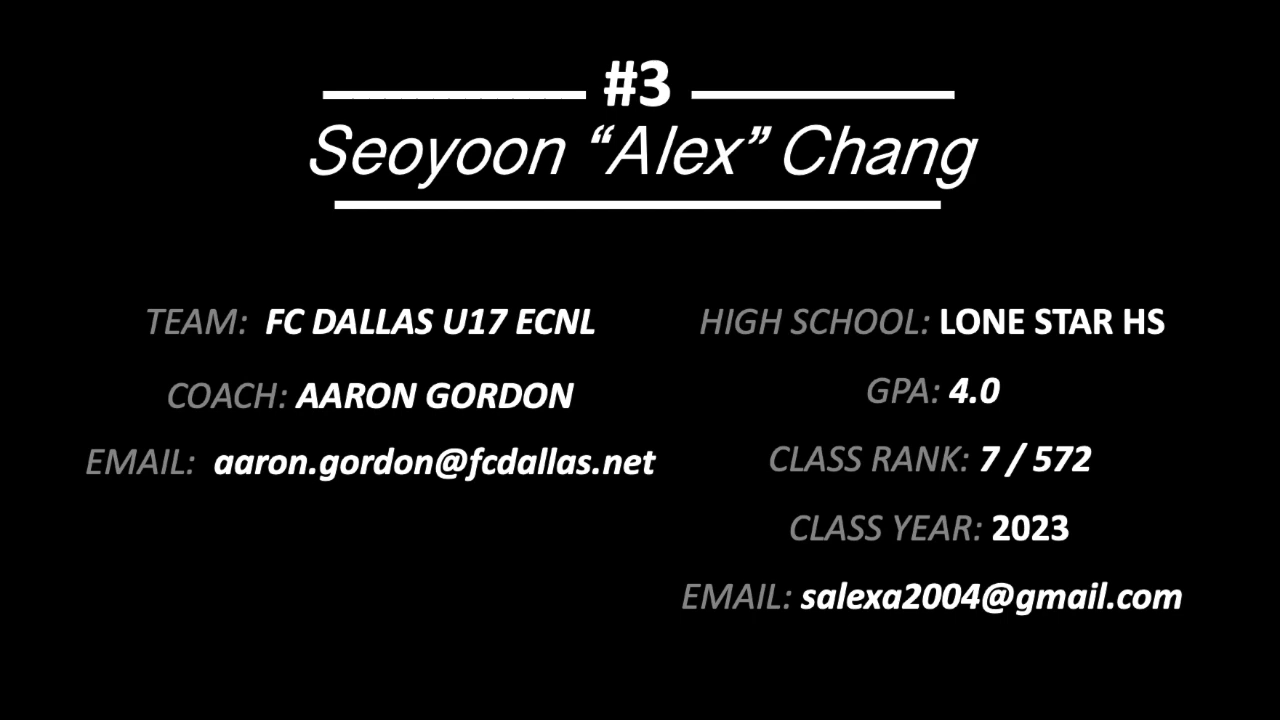 #3
Seoyoon “Alex” Chang
TEAM: FC DALLAS U17 ECNL
COACH: AARON GORDON
EMAIL: aaron.gordon@fcdallas.net
HIGH SCHOOL: LONE STAR HS
GPA: 4.0
CLASS RANK: 7 / 572
CLASS YEAR: 2023
EMAIL: salexa2004@gmail.com